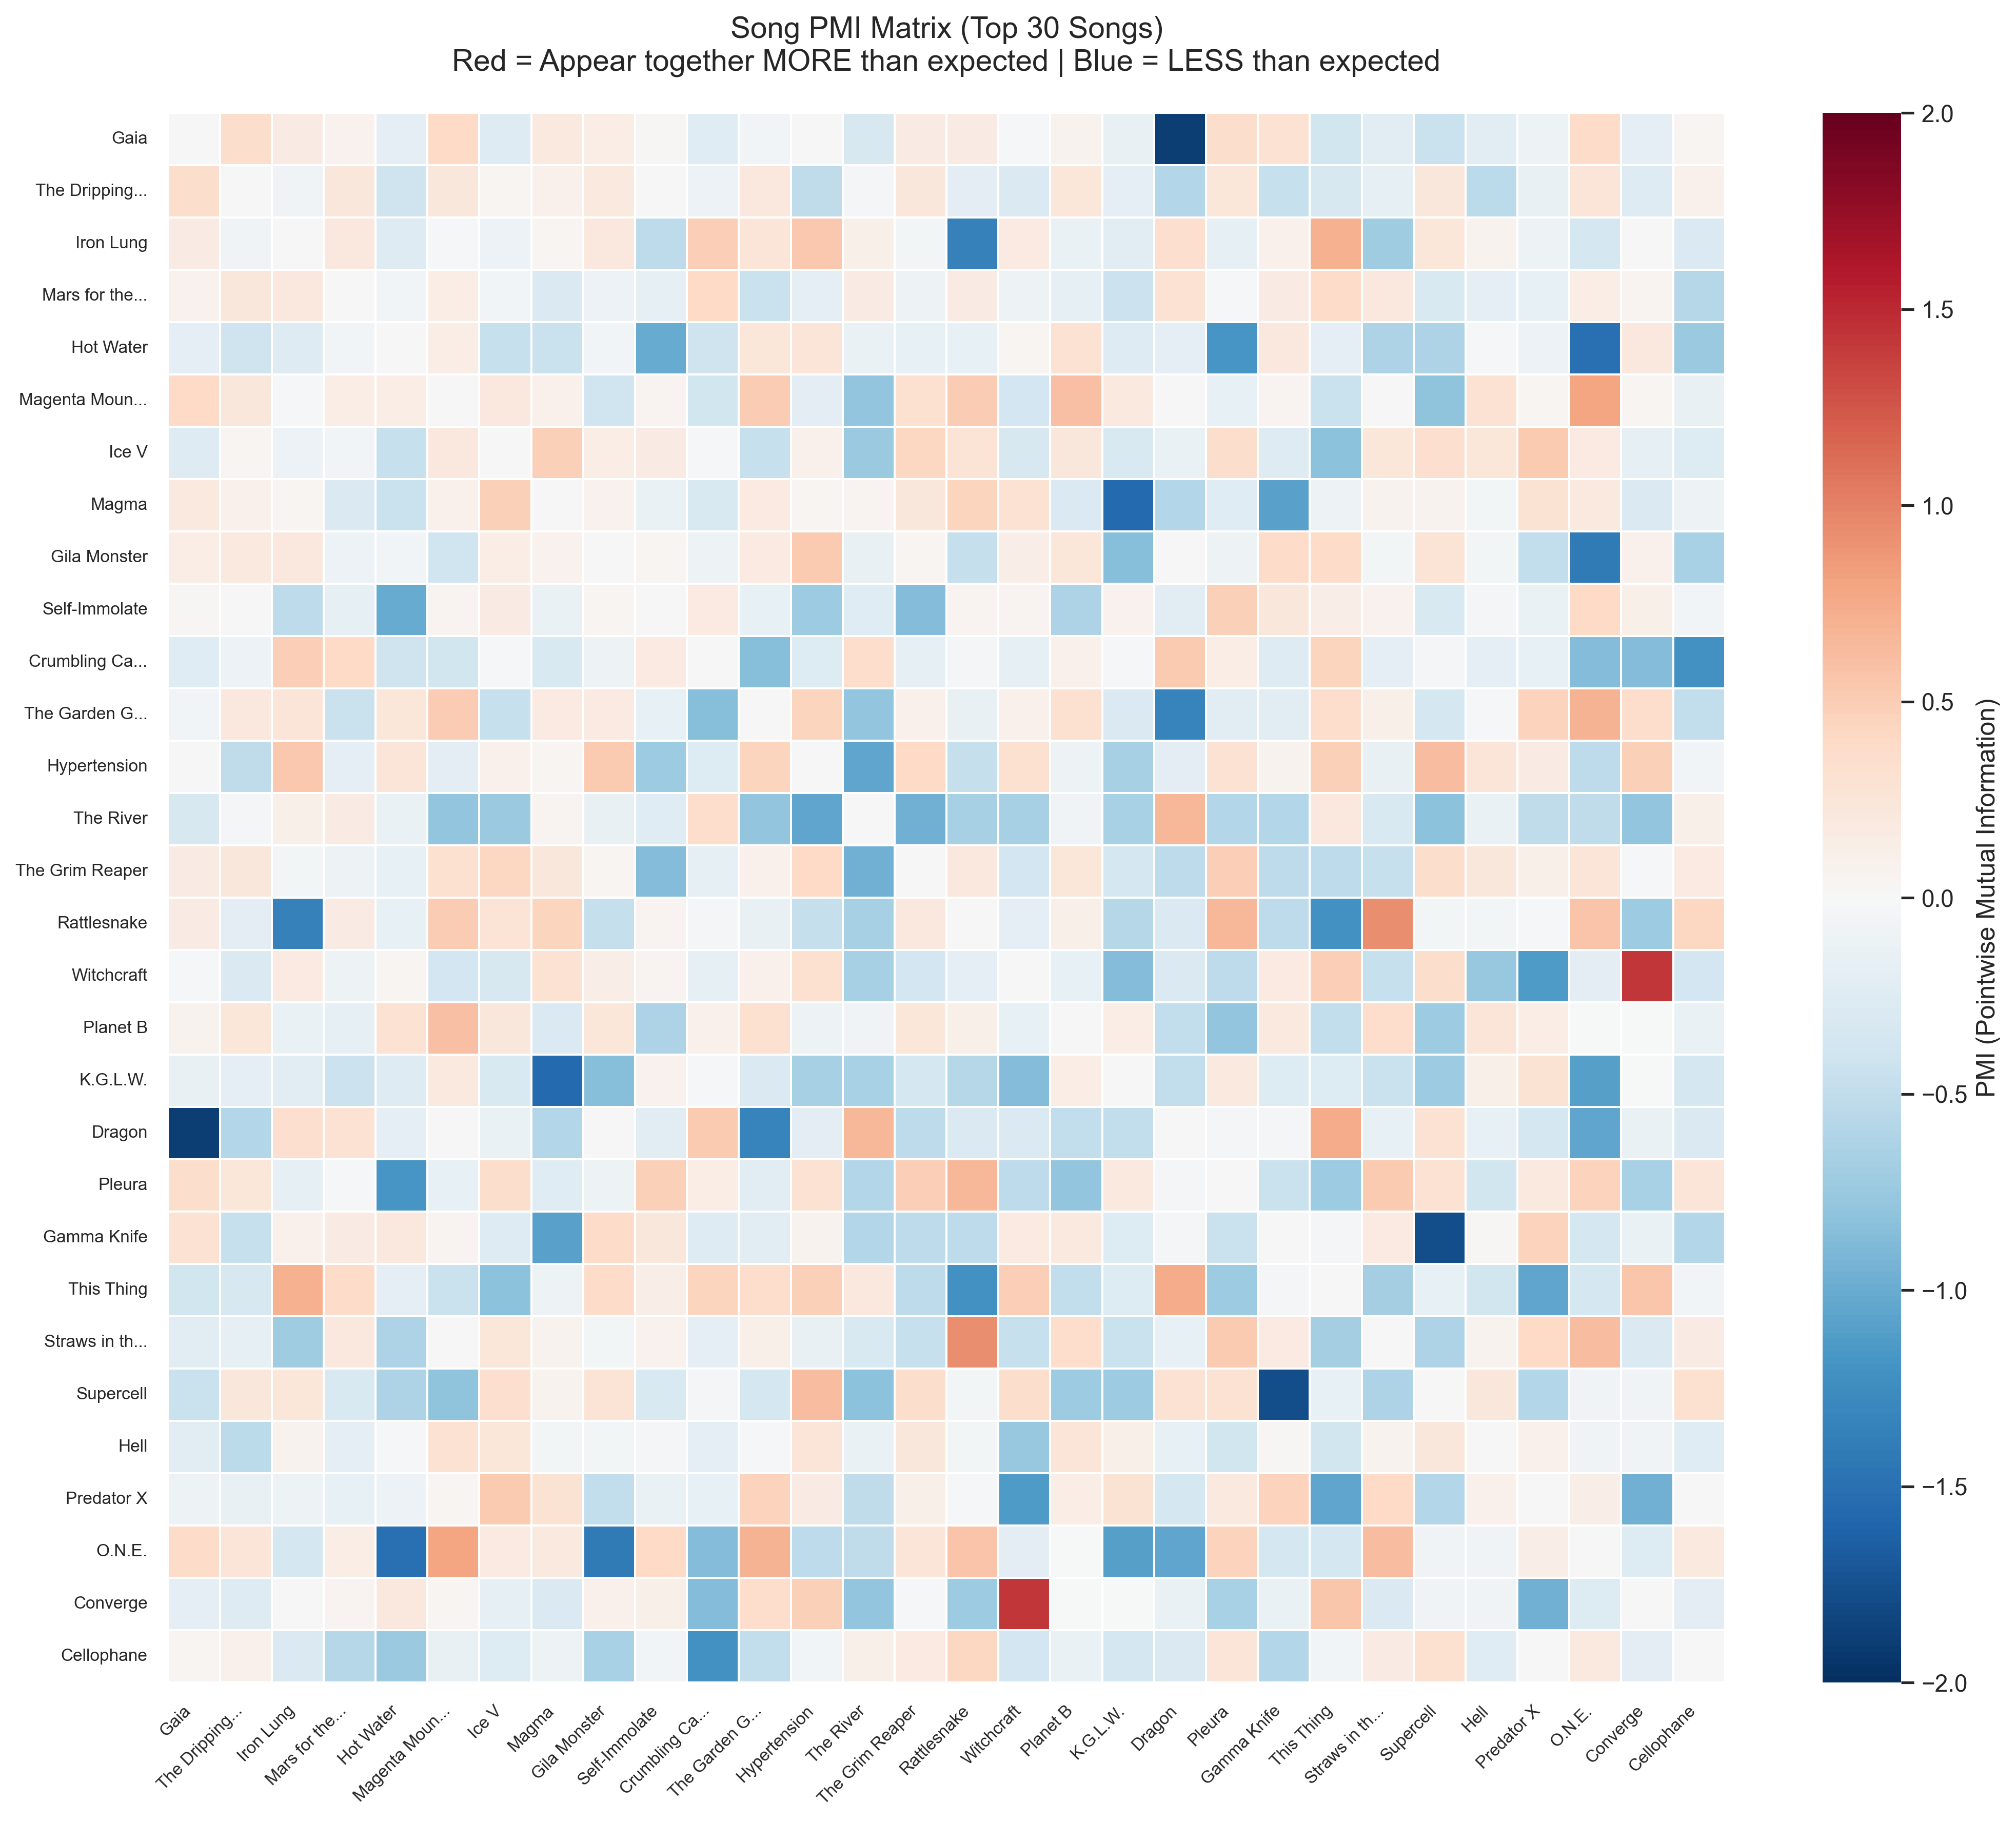 Song PMI Matrix (Top 30 Songs)
Red = Appear together MORE than expected | Blue = LESS than expected
Gaia
The Dripping...
Iron Lung
Mars for the...
Hot Water
Magenta Moun...
Ice V
Magma
Gila Monster
Self-Immolate
Crumbling Ca...
The Garden G...
Hypertension
The River
The Grim Reaper
Rattlesnake
Witchcraft
Planet B
K.G.L.W.
Dragon
Pleura
Gamma Knife
This Thing
Straws in th...
Supercell
Hell
Predator X
O.N.E.
Converge
Cellophane
Gaia
The Dripping...
Iron Lung
Mars for the...
Hot Water
Magenta Moun...
Ice V
Magma
Gila Monster
Self-Immolate
Crumbling Ca...
The Garden G...
Hypertension
The River
The Grim Reaper
Rattlesnake
Witchcraft
Planet B
K.G.L.W.
Dragon
Pleura
Gamma Knife
This Thing
Straws in th...
Supercell
Hell
Predator X
O.N.E.
Converge
Cellophane
2.0
1.5
1.0
0.5
0.0
−0.5
−1.0
−1.5
−2.0
PMI (Pointwise Mutual Information)